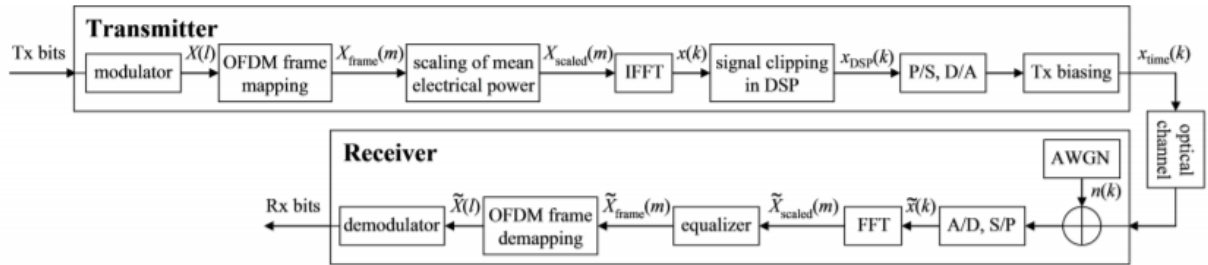 Transmitter
Tx bits
modulator
X(l)
OFDM frame
mapping
X_frame(m)
scaling of mean
electrical power
X_scaled(m)
IFFT
x(k)
signal clipping
in DSP
x_DSP(k)
P/S, D/A
Tx biasing
x_time(k)
optical
channel
Receiver
AWGN
n(k)
Rx bits
demodulator
X̃(l)
OFDM frame
demapping
X̃_frame(m)
equalizer
X̃_scaled(m)
FFT
x̃(k)
A/D, S/P